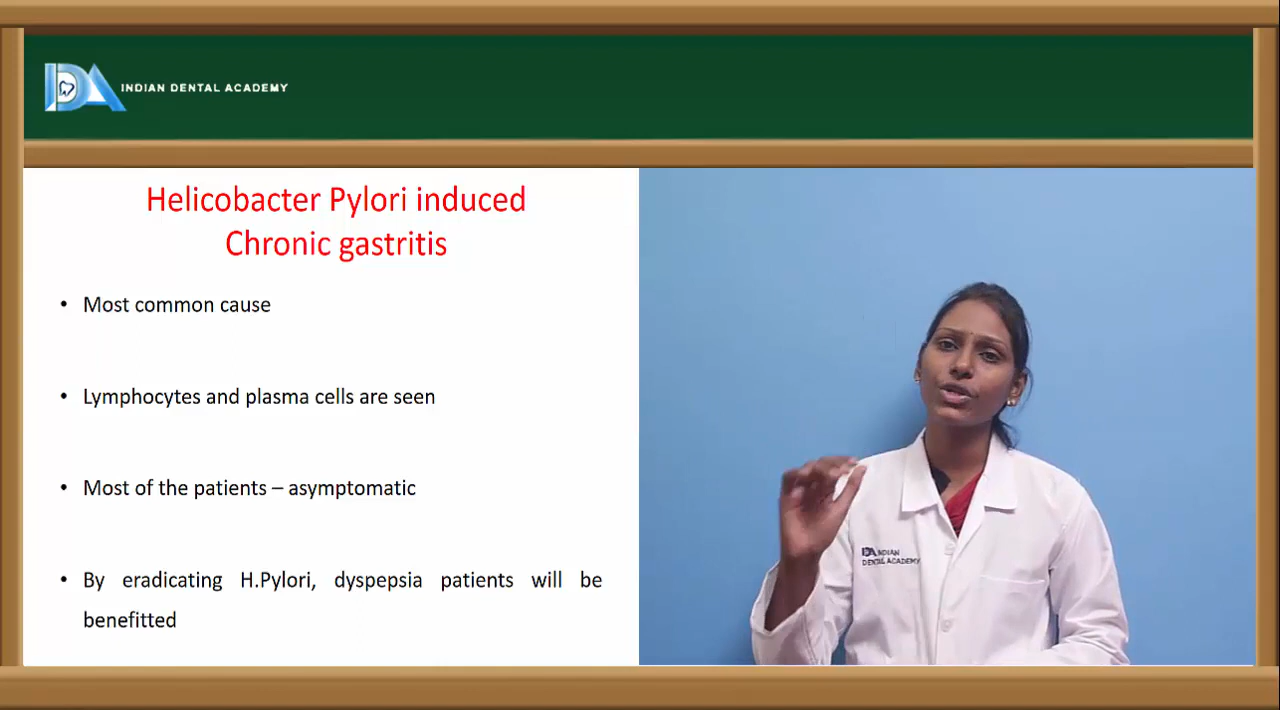 INDIAN DENTAL ACADEMY
Helicobacter Pylori induced
Chronic gastritis
• Most common cause
• Lymphocytes and plasma cells are seen
• Most of the patients – asymptomatic
• By eradicating H.Pylori, dyspepsia patients will be
benefitted
IDA INDIAN
DENTAL ACADEMY